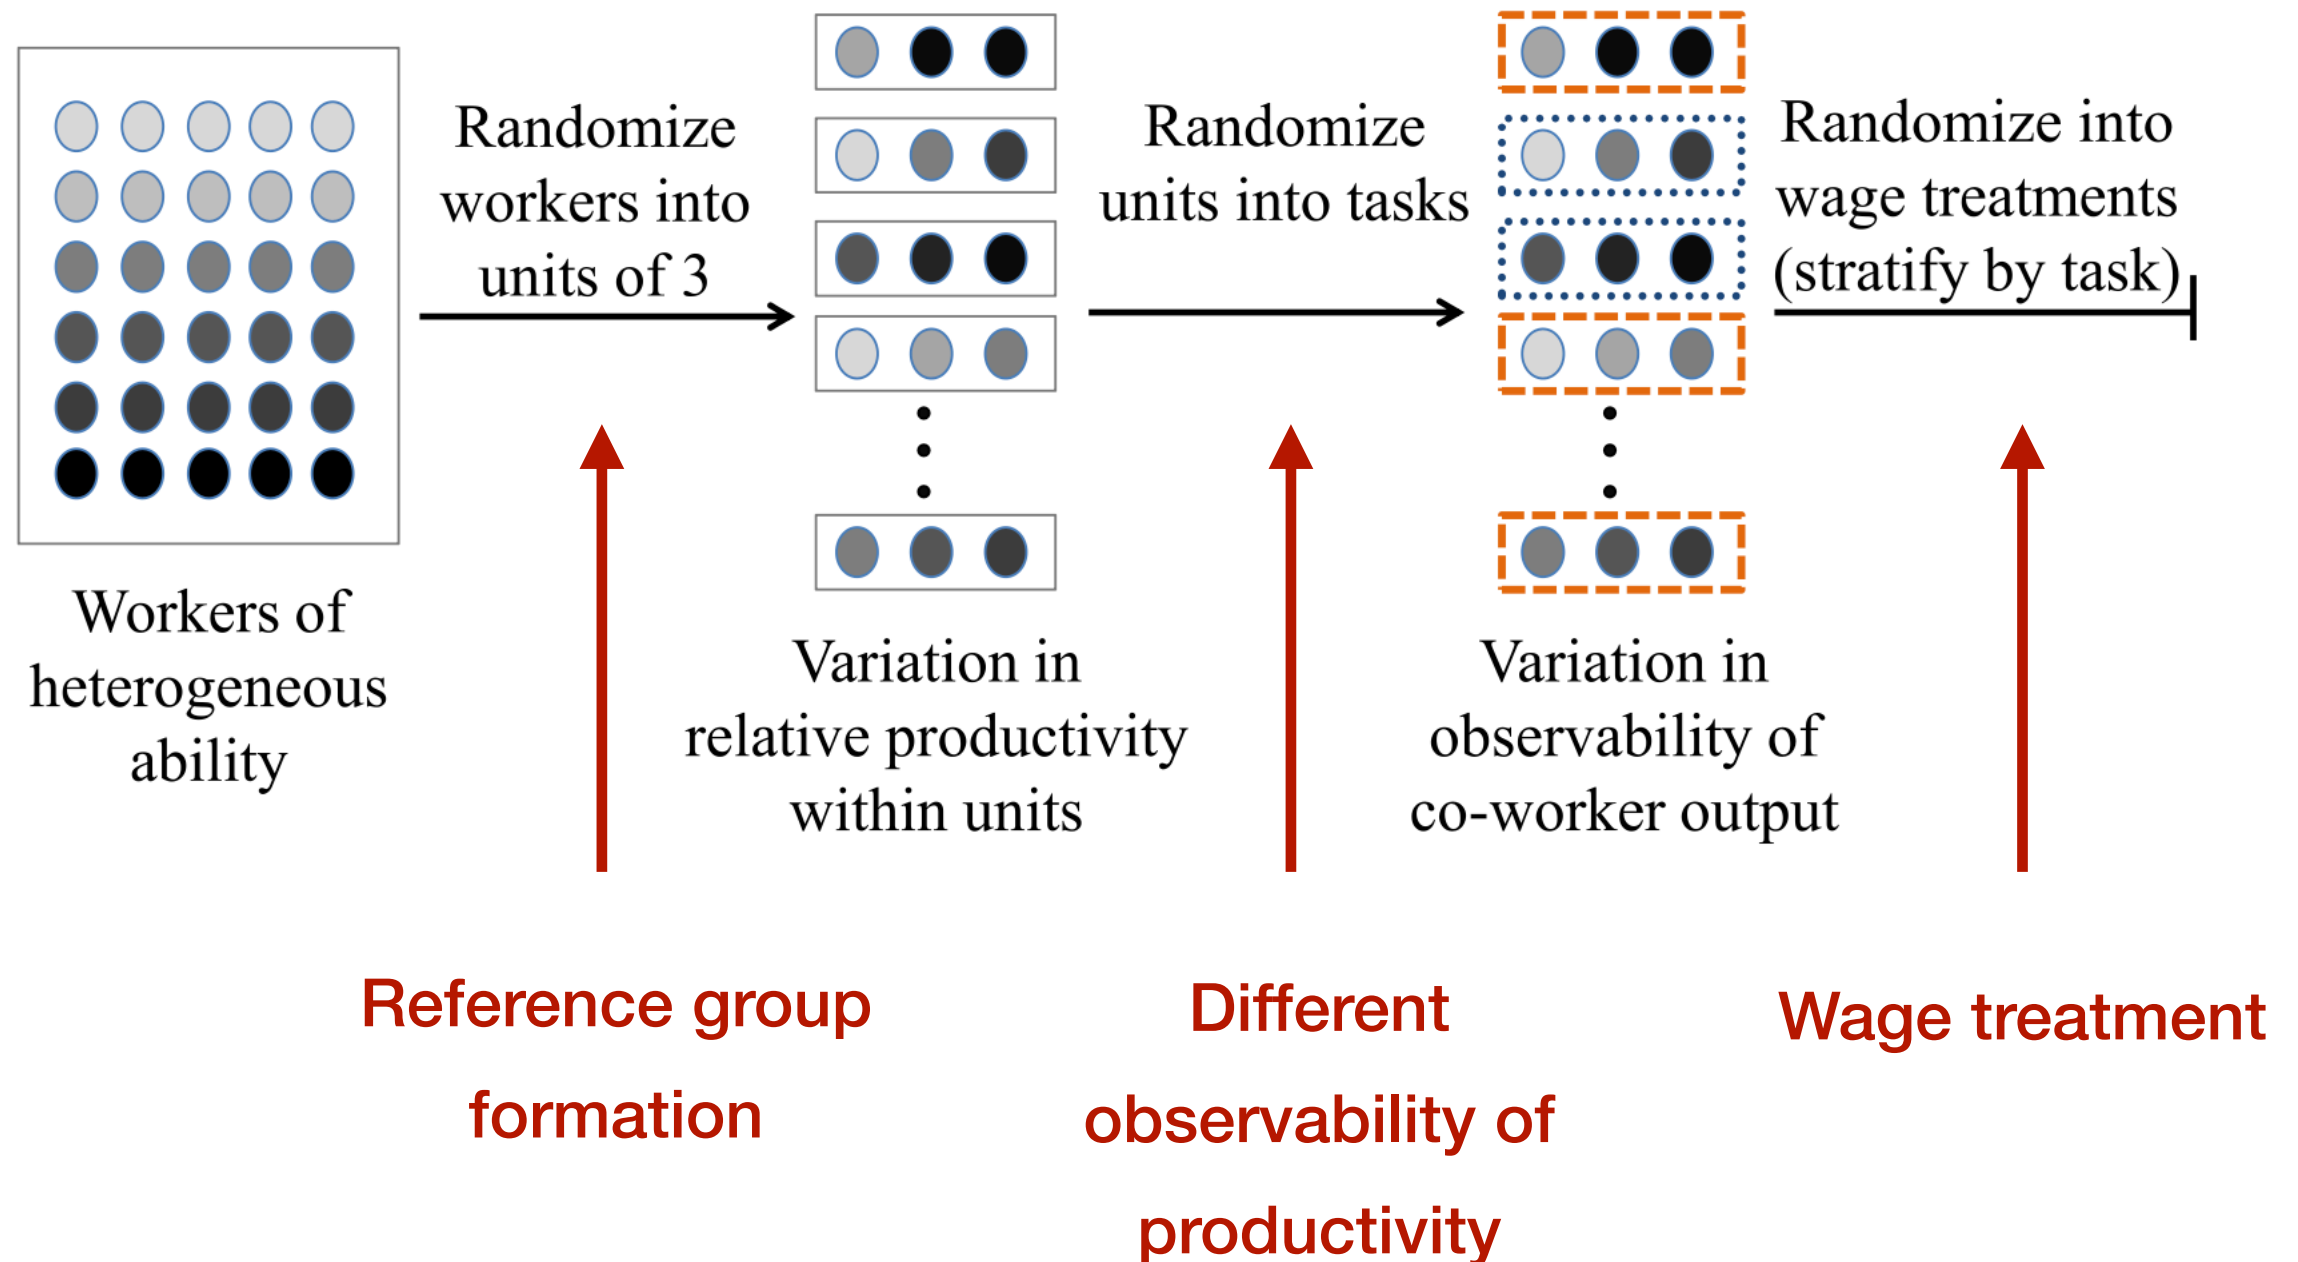 Randomize
workers into
units of 3
Randomize
units into tasks
Randomize into
wage treatments
(stratify by task)
Workers of
heterogeneous
ability
Variation in
relative productivity
within units
Variation in
observability of
co-worker output
Reference group
formation
Different
observability of
productivity
Wage treatment